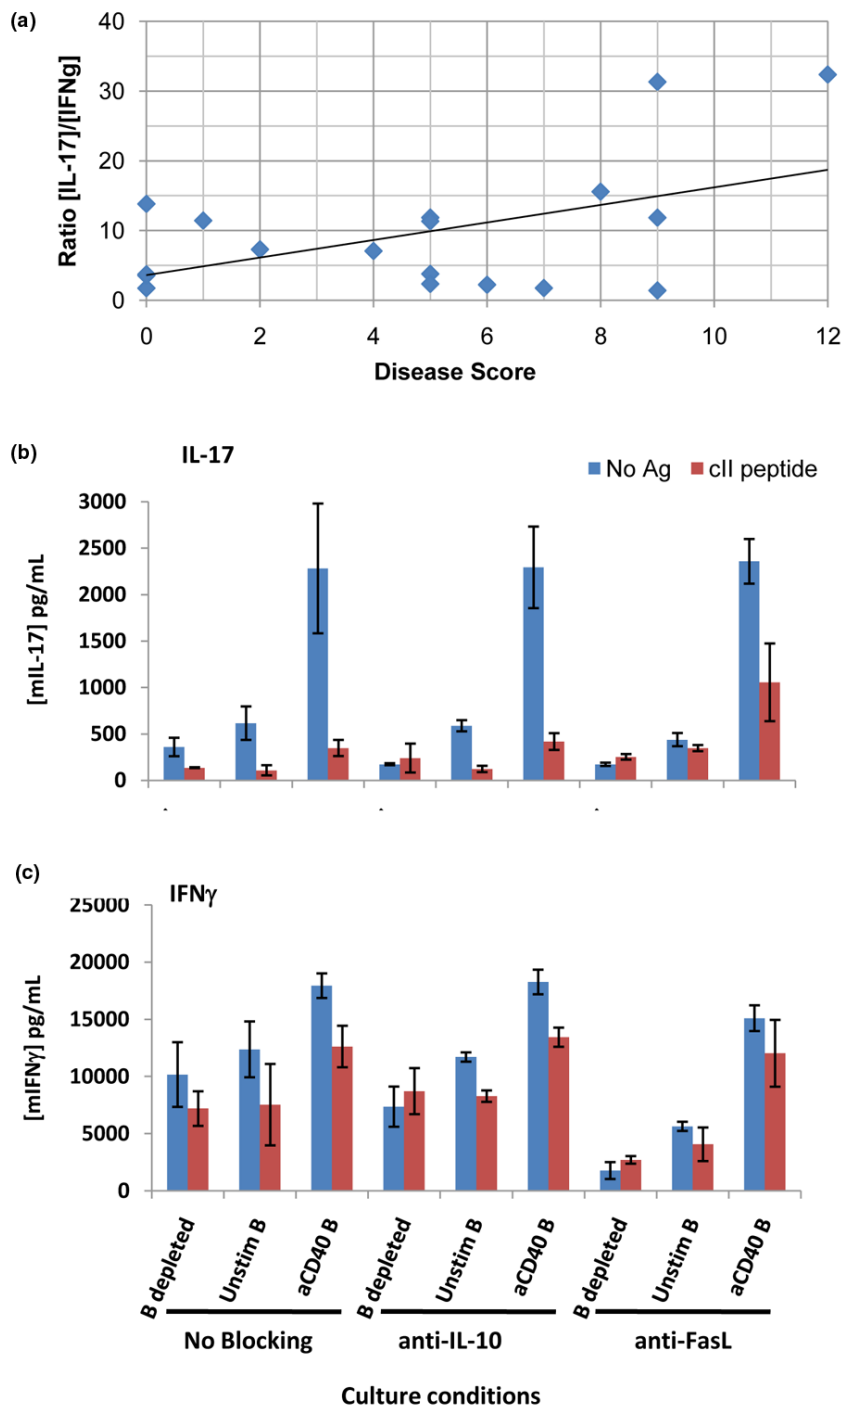 (a)
Ratio [IL-17]/[IFNg]
40
30
20
10
0
0 2 4 6 8 10 12
Disease Score
(b)
IL-17
No Ag cII peptide
[mIL-17] pg/mL
3000
2500
2000
1500
1000
500
0
(c)
IFNγ
[mIFNγ] pg/mL
25000
20000
15000
10000
5000
0
B depleted Unstim B aCD40 B B depleted Unstim B aCD40 B B depleted Unstim B aCD40 B
No Blocking anti-IL-10 anti-FasL
Culture conditions